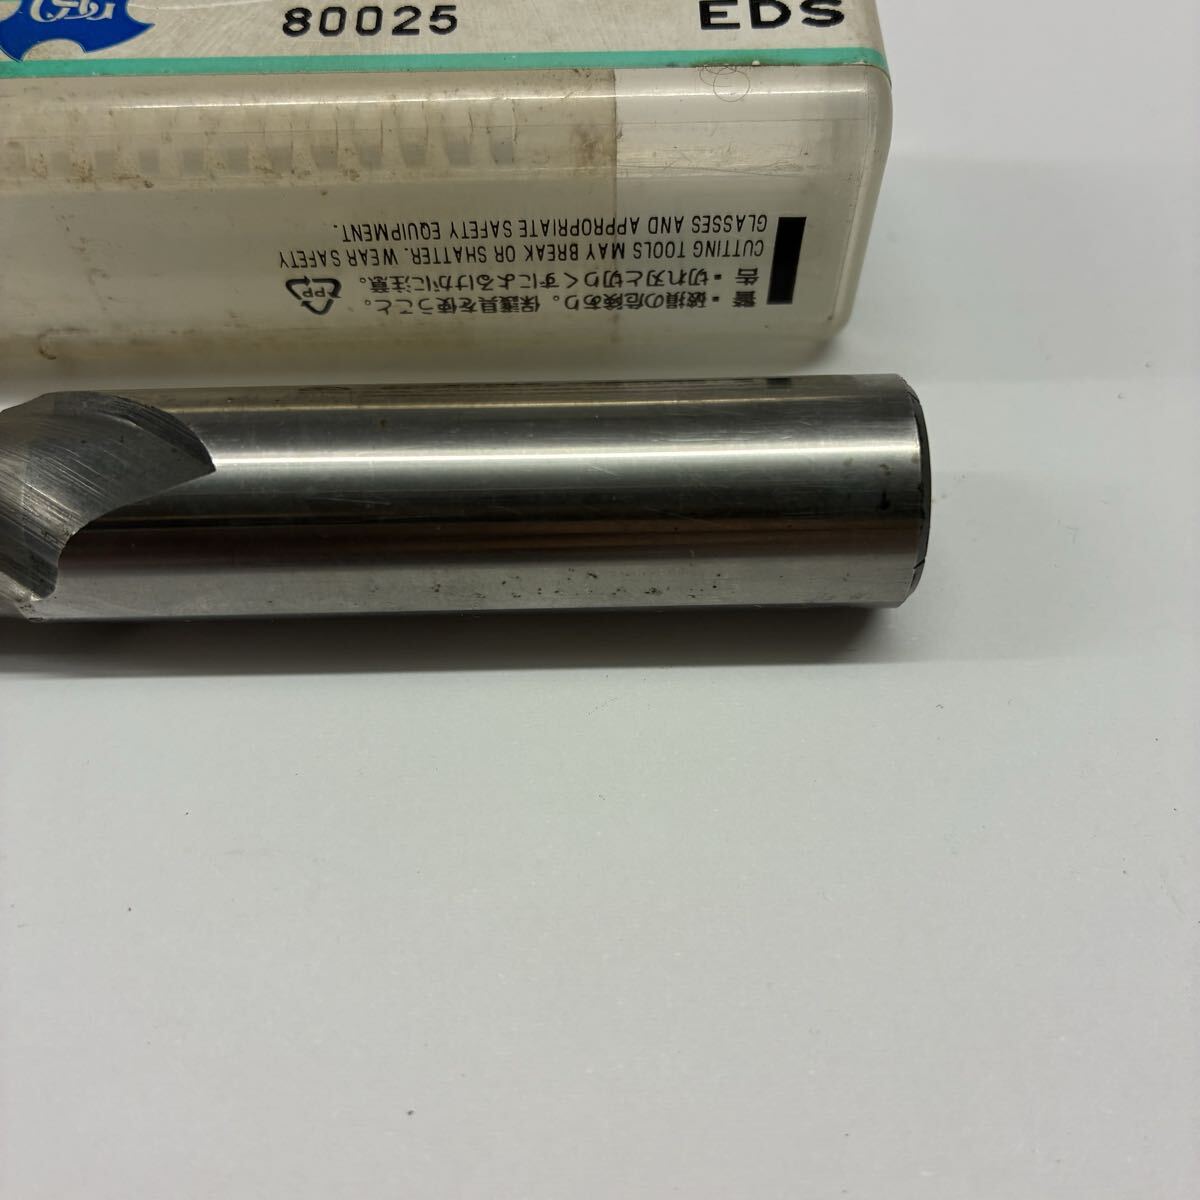 OSG
80025
EDS
警告
・破損の危険あり。保護具を使うこと。
・切れ刃と切りくずによるけがに注意。
CUTTING TOOLS MAY BREAK OR SHATTER. WEAR SAFETY
GLASSES AND APPROPRIATE SAFETY EQUIPMENT.
PP